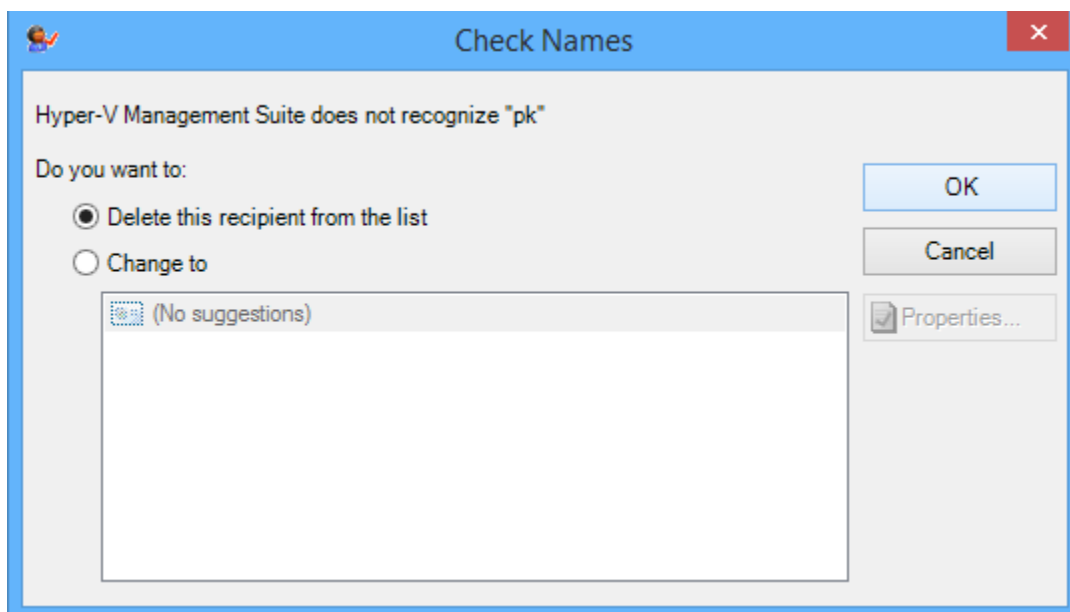 Check Names
Hyper-V Management Suite does not recognize "pk"
Do you want to:
Delete this recipient from the list
Change to
(No suggestions)
OK
Cancel
Properties...